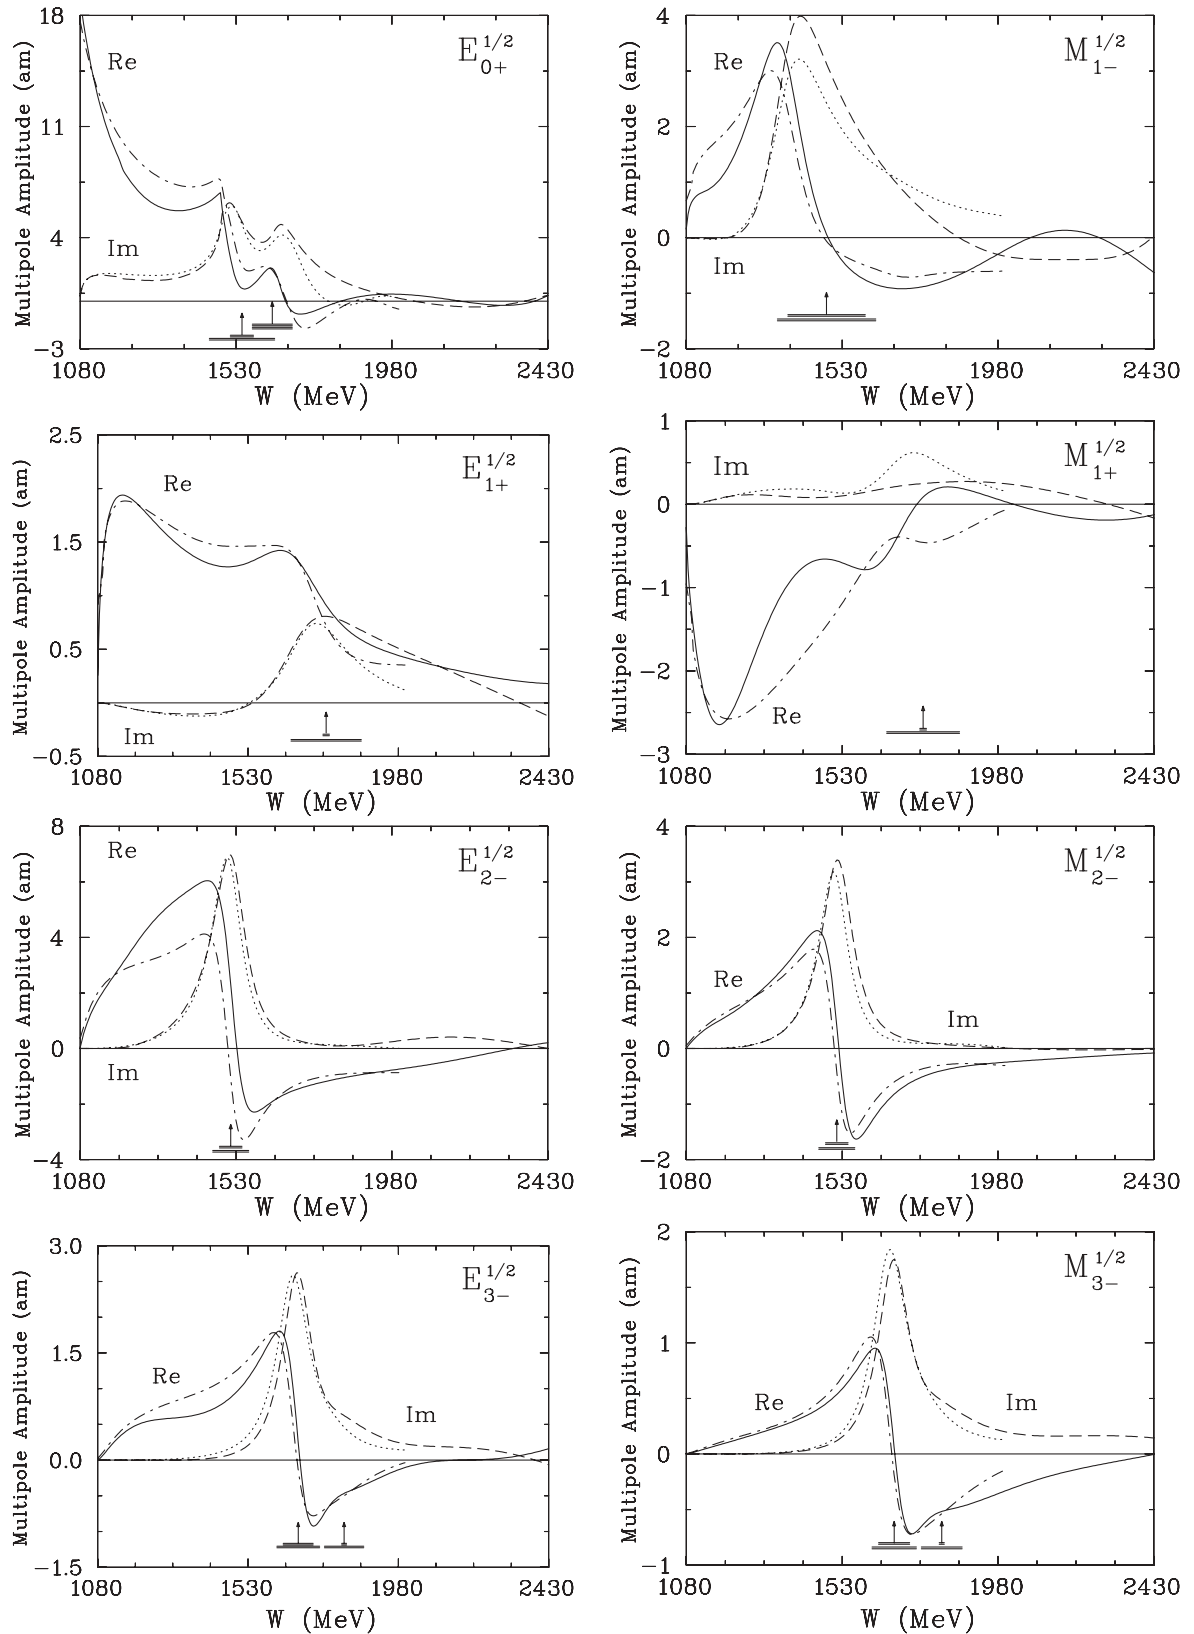 18
11
4
−3
Multipole Amplitude (am)
Re
Im
E 1/2 0+
1080 1530 1980 2430
W (MeV)
4
2
0
−2
Multipole Amplitude (am)
Re
Im
M 1/2 1−
1080 1530 1980 2430
W (MeV)
2.5
1.5
0.5
−0.5
Multipole Amplitude (am)
Re
Im
E 1/2 1+
1080 1530 1980 2430
W (MeV)
1
0
−1
−2
−3
Multipole Amplitude (am)
Im
Re
M 1/2 1+
1080 1530 1980 2430
W (MeV)
8
4
0
−4
Multipole Amplitude (am)
Re
Im
E 1/2 2−
1080 1530 1980 2430
W (MeV)
4
2
0
−2
Multipole Amplitude (am)
Re
Im
M 1/2 2−
1080 1530 1980 2430
W (MeV)
3.0
1.5
0.0
−1.5
Multipole Amplitude (am)
Re
Im
E 1/2 3−
1080 1530 1980 2430
W (MeV)
2
1
0
−1
Multipole Amplitude (am)
Re
Im
M 1/2 3−
1080 1530 1980 2430
W (MeV)